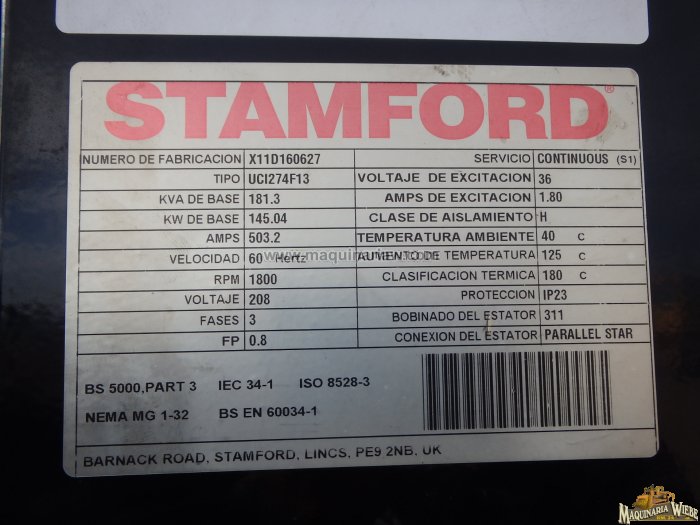 STAMFORD®
NUMERO DE FABRICACION X11D160627 SERVICIO CONTINUOUS (S1)
TIPO UCI274F13 VOLTAJE DE EXCITACION 36
KVA DE BASE 181.3 AMPS DE EXCITACION 1.80
KW DE BASE 145.04 CLASE DE AISLAMIENTO H
AMPS 503.2 TEMPERATURA AMBIENTE 40 C
VELOCIDAD 60 Hertz AUMENTO DE TEMPERATURA 125 C
RPM 1800 CLASIFICACION TERMICA 180 C
VOLTAJE 208 PROTECCION IP23
FASES 3 BOBINADO DEL ESTATOR 311
FP 0.8 CONEXION DEL ESTATOR PARALLEL STAR
BS 5000,PART 3 IEC 34-1 ISO 8528-3
NEMA MG 1-32 BS EN 60034-1
BARNACK ROAD, STAMFORD, LINCS, PE9 2NB. UK
MAQUINARIA WIEBE